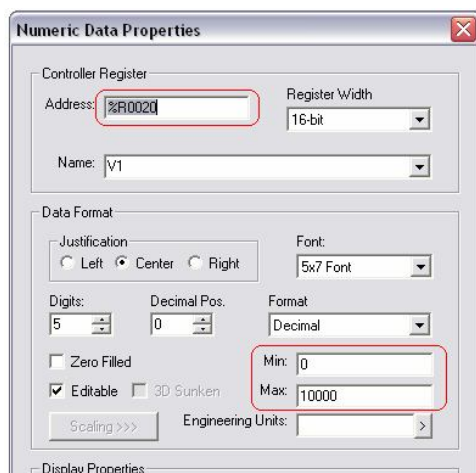 Numeric Data Properties
Controller Register
Address: %R0020
Register Width
16-bit
Name: V1
Data Format
Justification
Left Center Right
Font:
5x7 Font
Digits: Decimal Pos. Format
5 0 Decimal
Zero Filled
Min: 0
Editable 3D Sunken
Max: 10000
Scaling >>>
Engineering Units: >
Display Properties